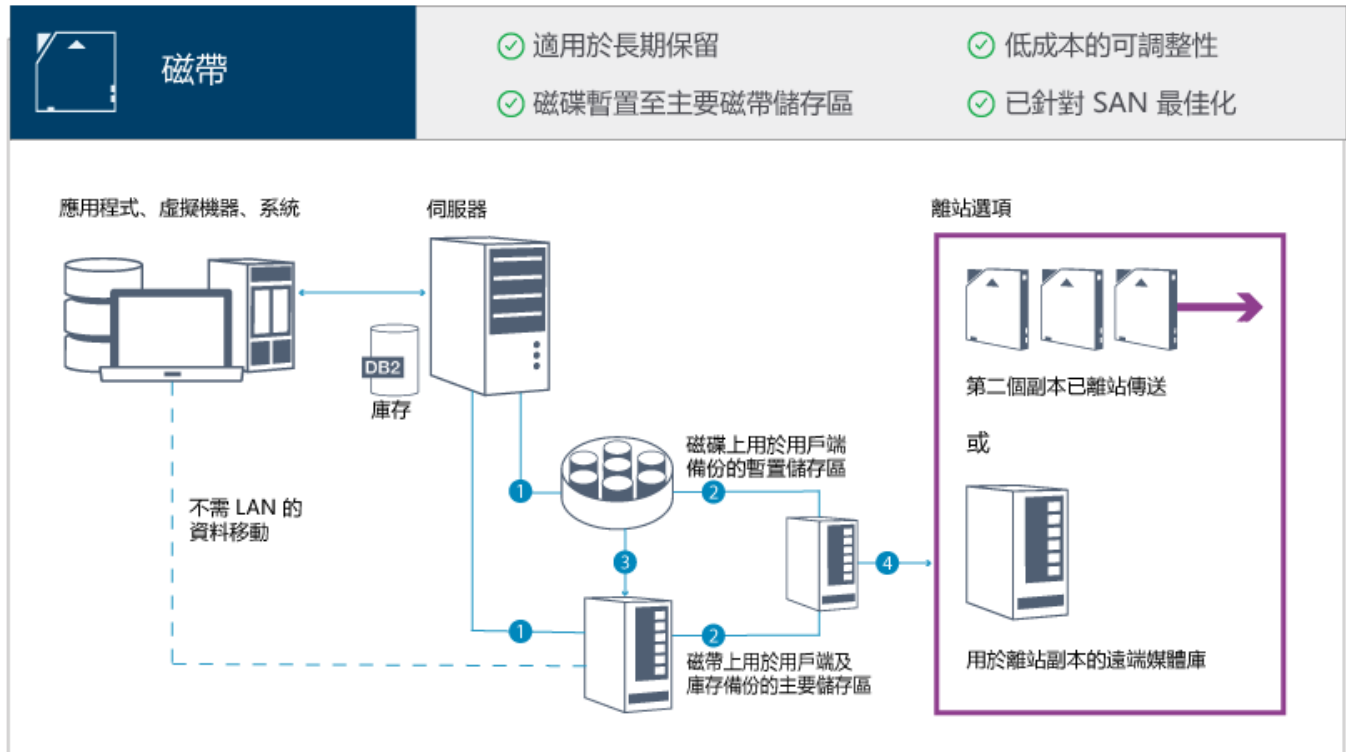 磁帶
適用於長期保留
低成本的可調整性
磁碟暫置至主要磁帶儲存區
已針對 SAN 最佳化
應用程式、虛擬機器、系統
伺服器
離站選項
DB2
庫存
第二個副本已離站傳送
磁碟上用於用戶端
備份的暫置儲存區
或
1
2
不需 LAN 的
資料移動
3
4
1
2
磁帶上用於用戶端及
庫存備份的主要儲存區
用於離站副本的遠端媒體庫